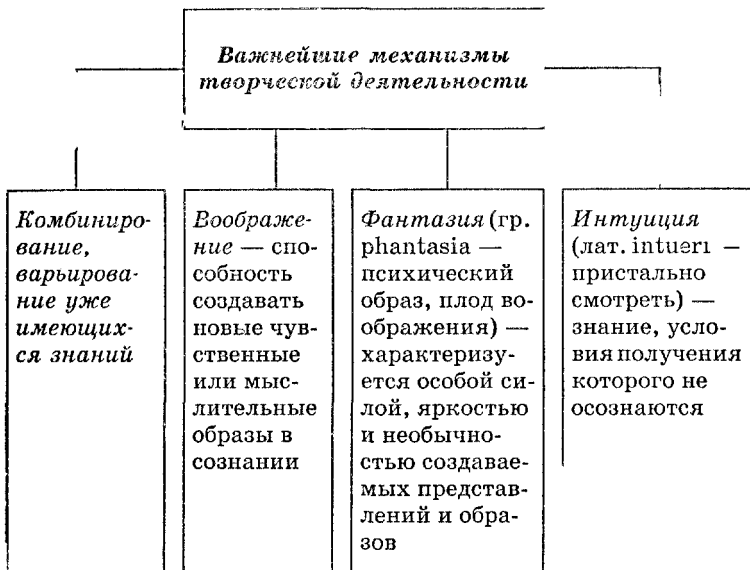 Важнейшие механизмы
творческой деятельности
Комбиниро-
вание,
варьирова-
ние уже
имеющих-
ся знаний
Воображе-
ние — спо-
собность
создавать
новые чув-
ственные
или мыс-
лительные
образы в
сознании
Фантазия (гр.
phantasia —
психический
образ, плод во-
ображения) —
характеризу-
ется особой си-
лой, яркостью
и необычно-
стью создавае-
мых представ-
лений и обра-
зов
Интуиция
(лат. intueri –
пристально
смотреть) —
знание, усло-
вия получения
которого не
осознаются